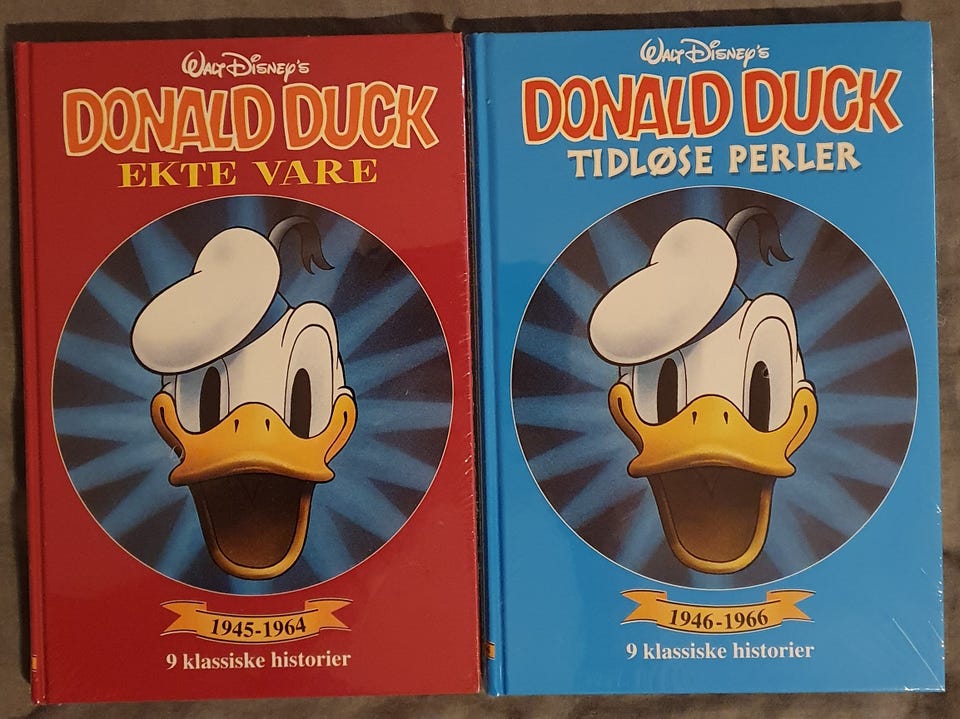 Walt Disney's
DONALD DUCK
EKTE VARE
1945-1964
9 klassiske historier
Walt Disney's
DONALD DUCK
TIDLØSE PERLER
1946-1966
9 klassiske historier